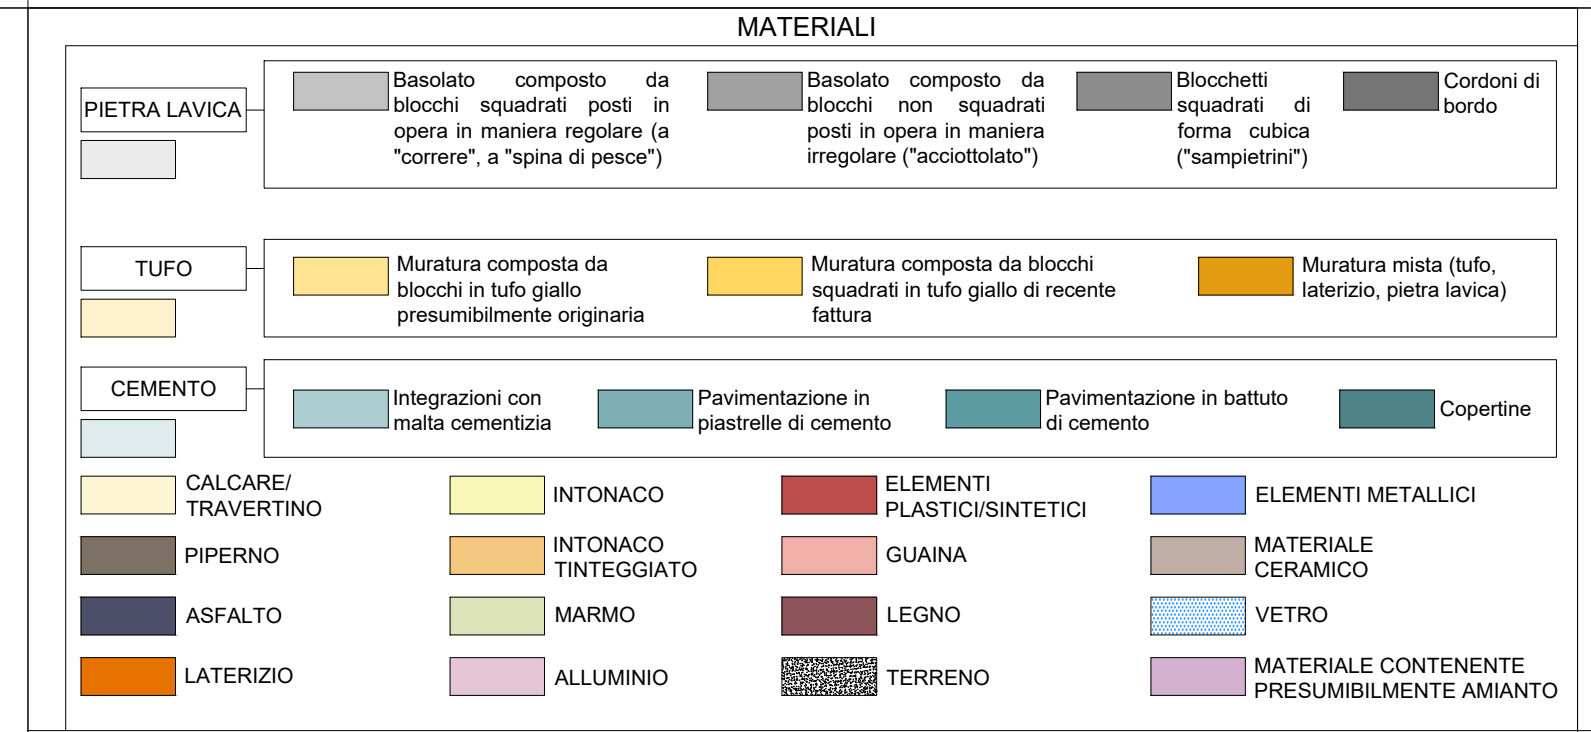 MATERIALI
PIETRA LAVICA
Basolato composto da
blocchi squadrati posti in
opera in maniera regolare (a
"correre", a "spina di pesce")
Basolato composto da
blocchi non squadrati
posti in opera in maniera
irregolare ("acciottolato")
Blocchetti
squadrati di
forma cubica
("sampietrini")
Cordoni di
bordo
TUFO
Muratura composta da
blocchi in tufo giallo
presumibilmente originaria
Muratura composta da blocchi
squadrati in tufo giallo di recente
fattura
Muratura mista (tufo,
laterizio, pietra lavica)
CEMENTO
Integrazioni con
malta cementizia
Pavimentazione in
piastrelle di cemento
Pavimentazione in battuto
di cemento
Copertine
CALCARE/
TRAVERTINO
INTONACO
ELEMENTI
PLASTICI/SINTETICI
ELEMENTI METALLICI
PIPERNO
INTONACO
TINTEGGIATO
GUAINA
MATERIALE
CERAMICO
ASFALTO
MARMO
LEGNO
VETRO
LATERIZIO
ALLUMINIO
TERRENO
MATERIALE CONTENENTE
PRESUMIBILMENTE AMIANTO